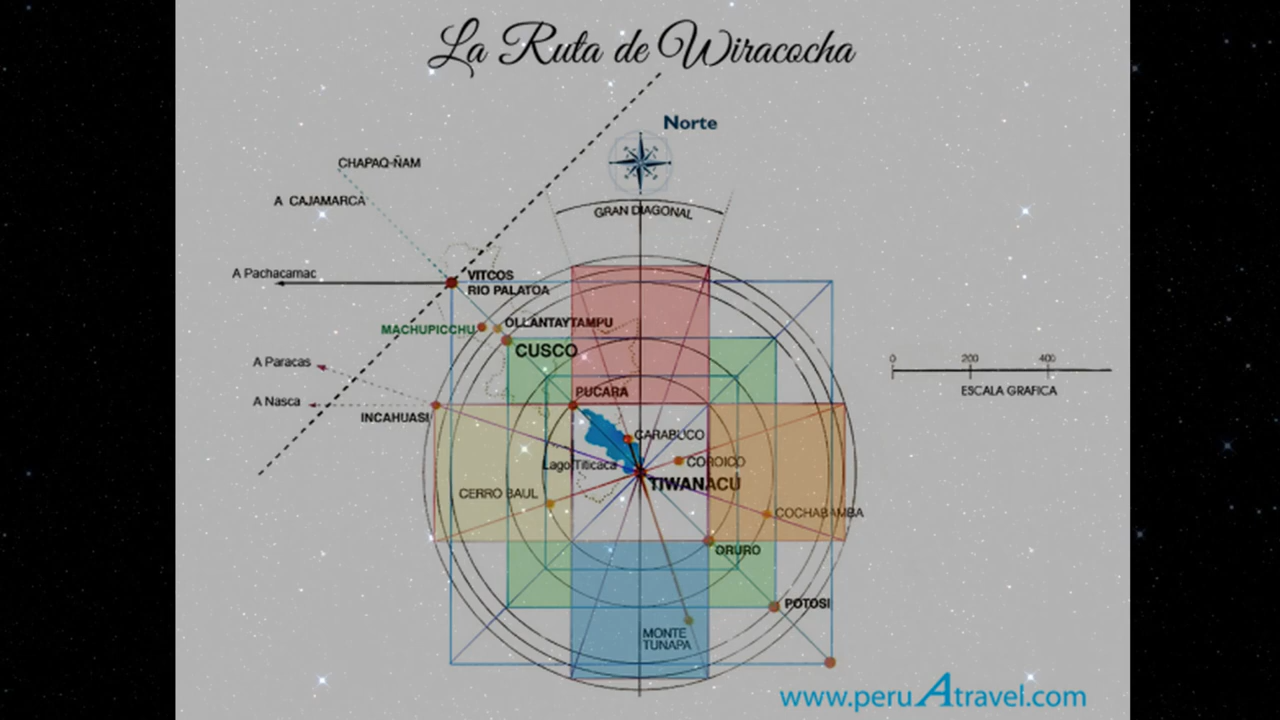 La Ruta de Wiracocha
Norte
CHAPAQ-ÑAM
A CAJAMARCA
GRAN DIAGONAL
A Pachacamac
VITCOS
RIO PALATOA
MACHUPICCHU
OLLANTAYTAMPU
CUSCO
0 200 400
ESCALA GRAFICA
A Paracas
A Nasca
INCAHUASI
PUCARA
CARABUCO
Lago Titicaca
COROICO
TIWANACU
CERRO BAUL
COCHABAMBA
ORURO
POTOSI
MONTE
TUNAPA
www.peruAtravel.com